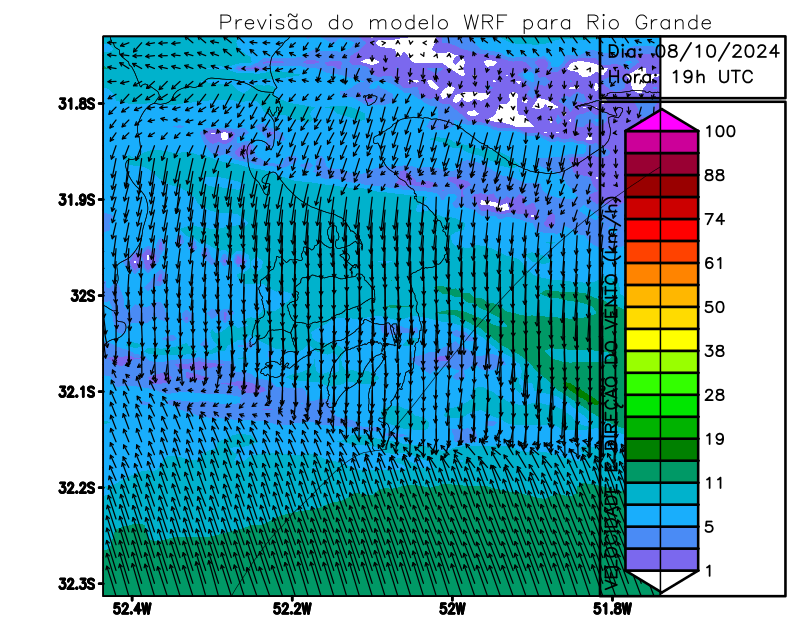 Previsão do modelo WRF para Rio Grande
Dia: 08/10/2024
Hora: 19h UTC
31.8S
31.9S
32S
32.1S
32.2S
32.3S
52.4W
52.2W
52W
51.8W
VELOCIDADE E DIREÇÃO DO VENTO (km/h)
100
88
74
61
50
38
28
19
11
5
1